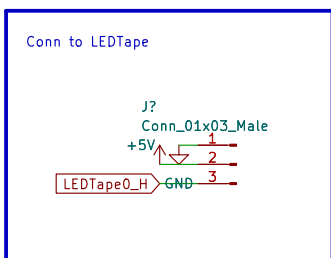 Conn to LEDTape
J?
Conn_01x03_Male
+5V
1
2
LEDTape0_H
GND
3